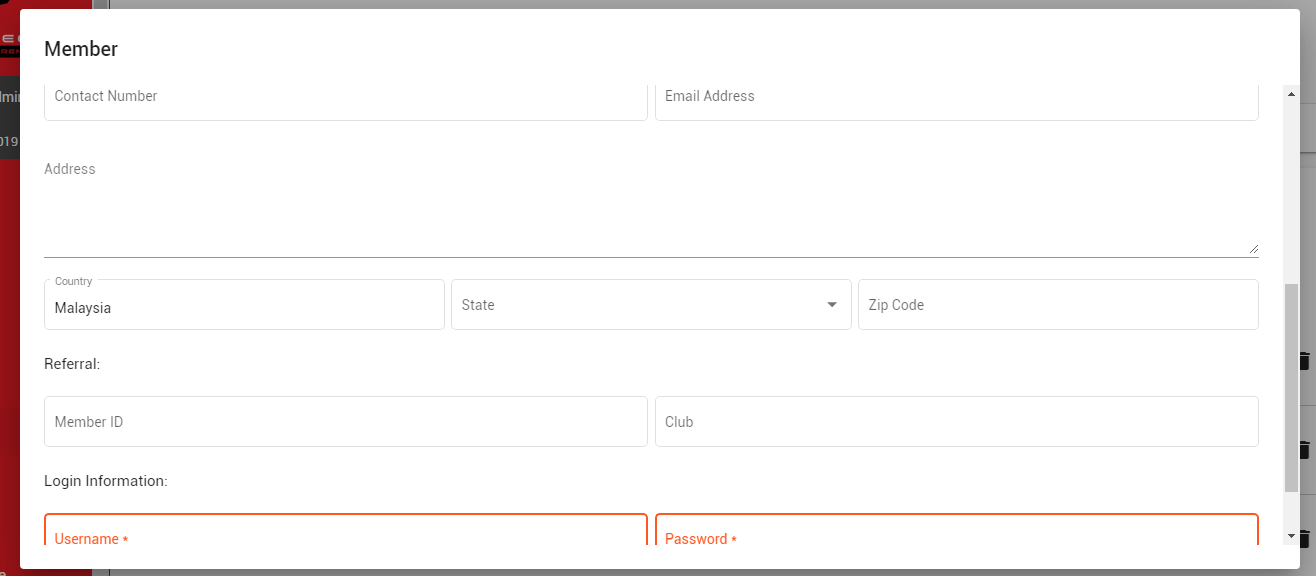 Member
Contact Number
Email Address
Address
Country
Malaysia
State
Zip Code
Referral:
Member ID
Club
Login Information:
Username *
Password *
019